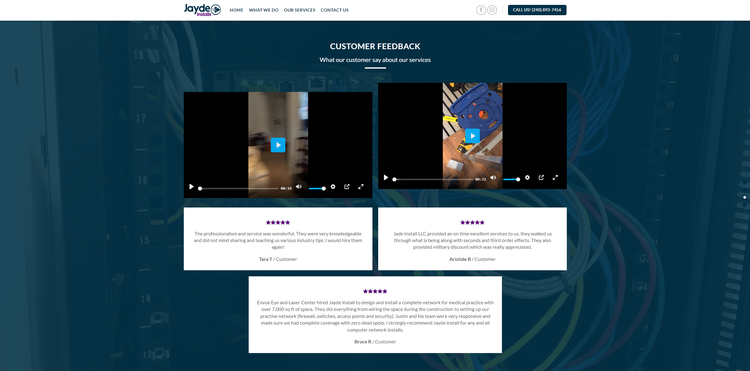 Jayde
Installs
HOME WHAT WE DO OUR SERVICES CONTACT US
CALL US! (240) 893-7456
CUSTOMER FEEDBACK
What our customer say about our services
The professionalism and service was wonderful. They were very knowledgeable
and did not mind sharing and teaching us various industry tips. I would hire them
again!
Tara T / Customer
Jade Install LLC provided an on time excellent services to us. they walked us
through what is being along with seconds and third order effects. They also
provided military discount which was really appreciated.
Aristide B / Customer
Envue Eye and Laser Center hired Jayde install to design and install a complete network for medical practice with
over 7,000 sq ft of space. They did everything from wiring the space during the construction to setting up our
practive network (firewall, switches, access points and security). Justin and his team were very responsive and
made sure we had complete coverage with zero dead spots. I strongly recommend Jayde install for any and all
computer network installs.
Bruce R / Customer